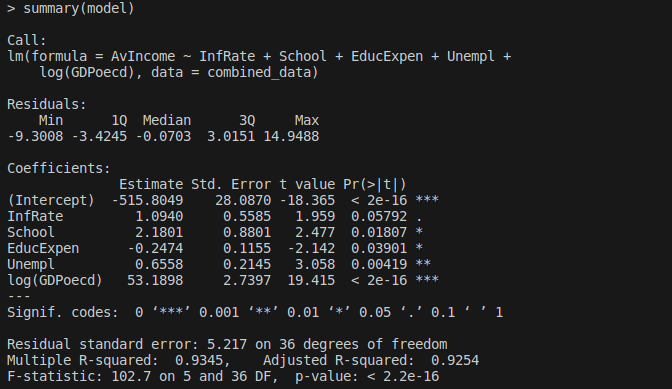 > summary(model)

Call:
lm(formula = AvIncome ~ InfRate + School + EducExpen + Unempl +
    log(GDPoecd), data = combined_data)

Residuals:
    Min      1Q  Median      3Q     Max
-9.3008 -3.4245 -0.0703  3.0151 14.9488

Coefficients:
              Estimate Std. Error t value Pr(>|t|)
(Intercept)  -515.8049    28.0870 -18.365  < 2e-16 ***
InfRate         1.0940     0.5585   1.959  0.05792 .
School          2.1801     0.8801   2.477  0.01807 *
EducExpen      -0.2474     0.1155  -2.142  0.03901 *
Unempl          0.6558     0.2145   3.058  0.00419 **
log(GDPoecd)   53.1898     2.7397  19.415  < 2e-16 ***
---
Signif. codes:  0 ‘***’ 0.001 ‘**’ 0.01 ‘*’ 0.05 ‘.’ 0.1 ‘ ’ 1

Residual standard error: 5.217 on 36 degrees of freedom
Multiple R-squared:  0.9345,    Adjusted R-squared:  0.9254
F-statistic: 102.7 on 5 and 36 DF,  p-value: < 2.2e-16